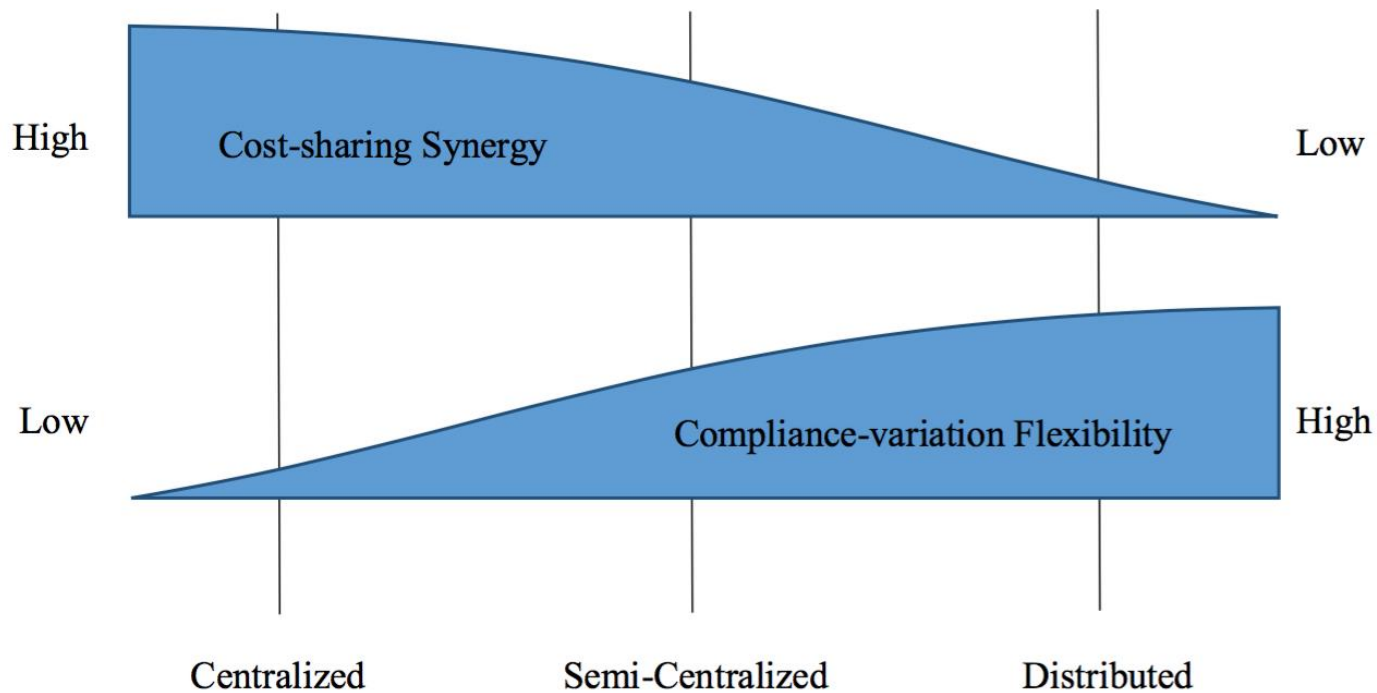 High
Cost-sharing Synergy
Low
Low
Compliance-variation Flexibility
High
Centralized
Semi-Centralized
Distributed